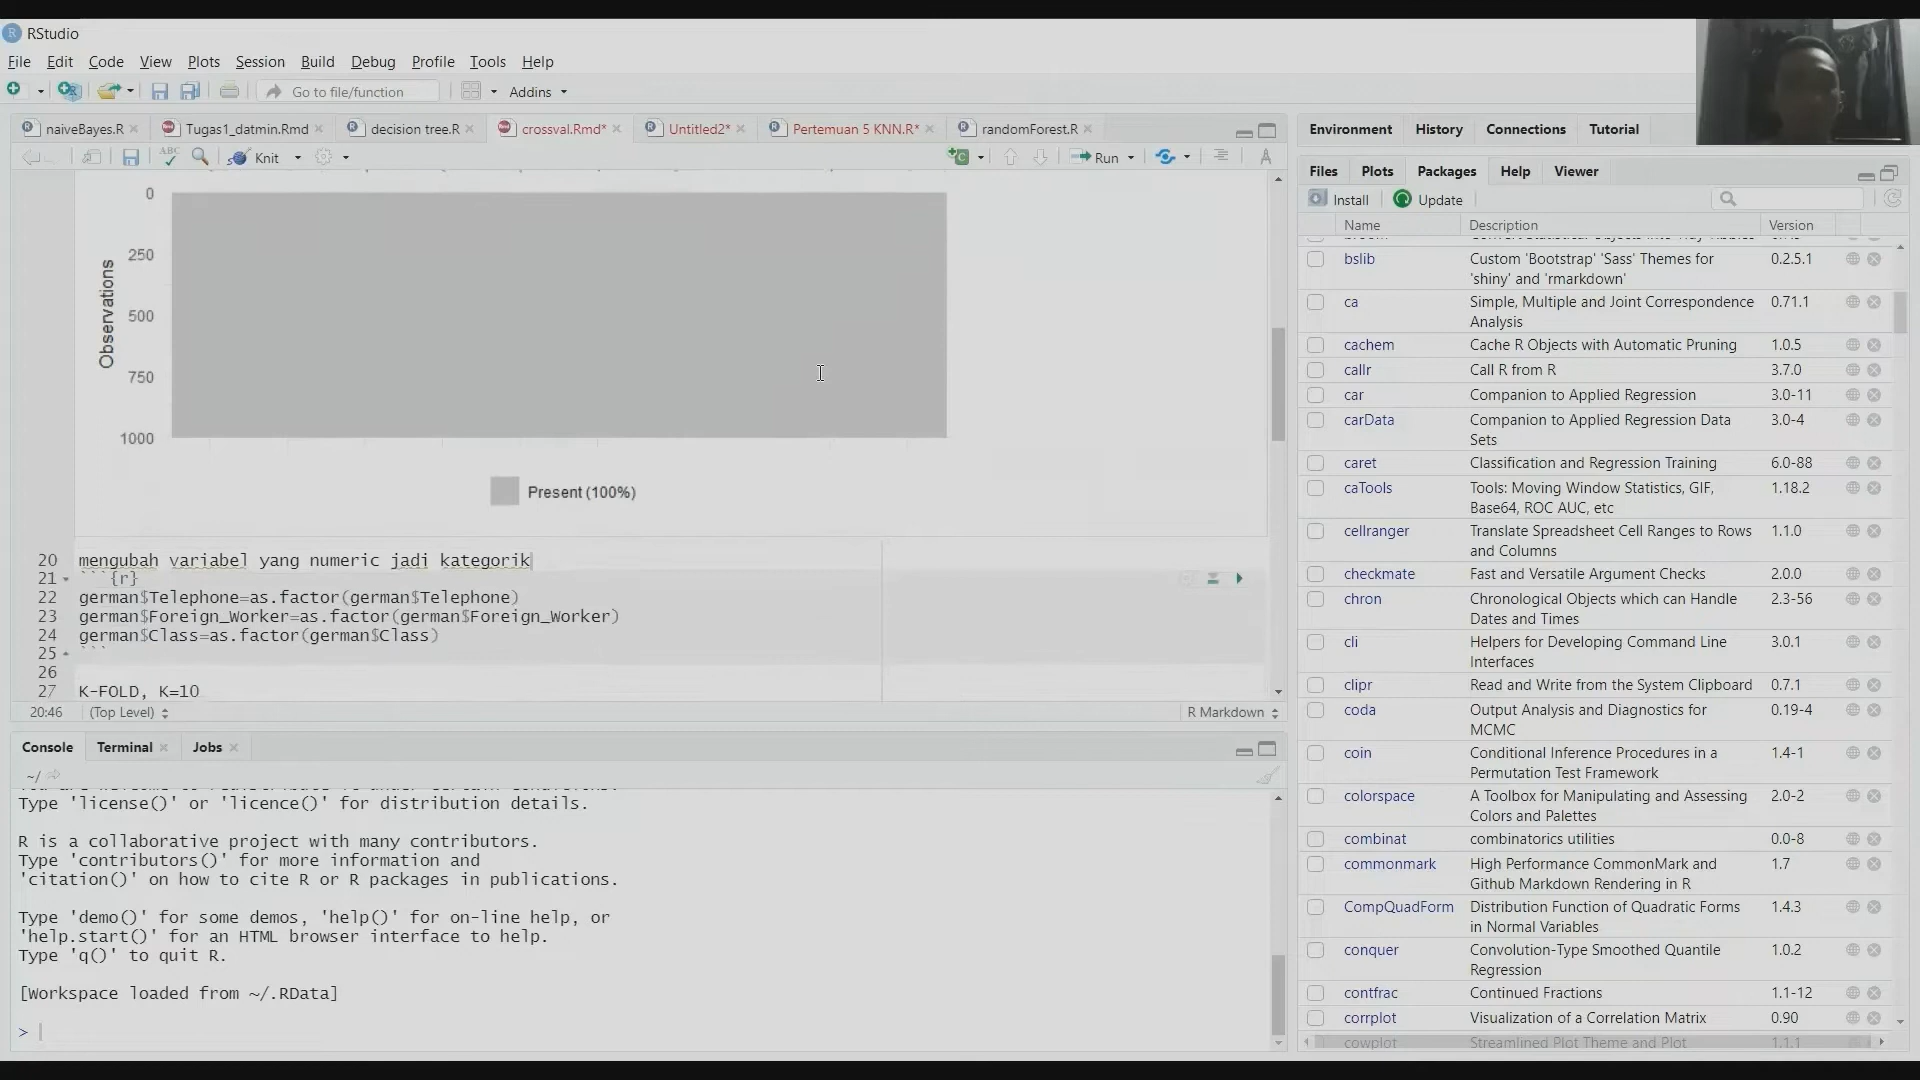 RStudio
File Edit Code View Plots Session Build Debug Profile Tools Help
Go to file/function Addins
naiveBayes.R Tugas1_datmin.Rmd decision tree.R crossval.Rmd* Untitled2* Pertemuan 5 KNN.R* randomForest.R
ABC Knit Run
0
250
500
750
1000
Observations
Present (100%)
20 mengubah variabel yang numeric jadi kategorik
21 ```{r}
22 german$Telephone=as.factor(german$Telephone)
23 german$Foreign_Worker=as.factor(german$Foreign_Worker)
24 german$Class=as.factor(german$Class)
25 ```
26
27 K-FOLD, K=10
20:46 (Top Level) R Markdown
Console Terminal Jobs
~/
Type 'license()' or 'licence()' for distribution details.
R is a collaborative project with many contributors.
Type 'contributors()' for more information and
'citation()' on how to cite R or R packages in publications.
Type 'demo()' for some demos, 'help()' for on-line help, or
'help.start()' for an HTML browser interface to help.
Type 'q()' to quit R.
[Workspace loaded from ~/.RData]
>
Environment History Connections Tutorial
Files Plots Packages Help Viewer
Install Update
Name Description Version
bslib Custom 'Bootstrap' 'Sass' Themes for 0.2.5.1
'shiny' and 'rmarkdown'
ca Simple, Multiple and Joint Correspondence 0.71.1
Analysis
cachem Cache R Objects with Automatic Pruning 1.0.5
callr Call R from R 3.7.0
car Companion to Applied Regression 3.0-11
carData Companion to Applied Regression Data 3.0-4
Sets
caret Classification and Regression Training 6.0-88
caTools Tools: Moving Window Statistics, GIF, 1.18.2
Base64, ROC AUC, etc
cellranger Translate Spreadsheet Cell Ranges to Rows 1.1.0
and Columns
checkmate Fast and Versatile Argument Checks 2.0.0
chron Chronological Objects which can Handle 2.3-56
Dates and Times
cli Helpers for Developing Command Line 3.0.1
Interfaces
clipr Read and Write from the System Clipboard 0.7.1
coda Output Analysis and Diagnostics for 0.19-4
MCMC
coin Conditional Inference Procedures in a 1.4-1
Permutation Test Framework
colorspace A Toolbox for Manipulating and Assessing 2.0-2
Colors and Palettes
combinat combinatorics utilities 0.0-8
commonmark High Performance CommonMark and 1.7
Github Markdown Rendering in R
CompQuadForm Distribution Function of Quadratic Forms 1.4.3
in Normal Variables
conquer Convolution-Type Smoothed Quantile 1.0.2
Regression
contfrac Continued Fractions 1.1-12
corrplot Visualization of a Correlation Matrix 0.90
cowplot Streamlined Plot Theme and Plot 1.1.1